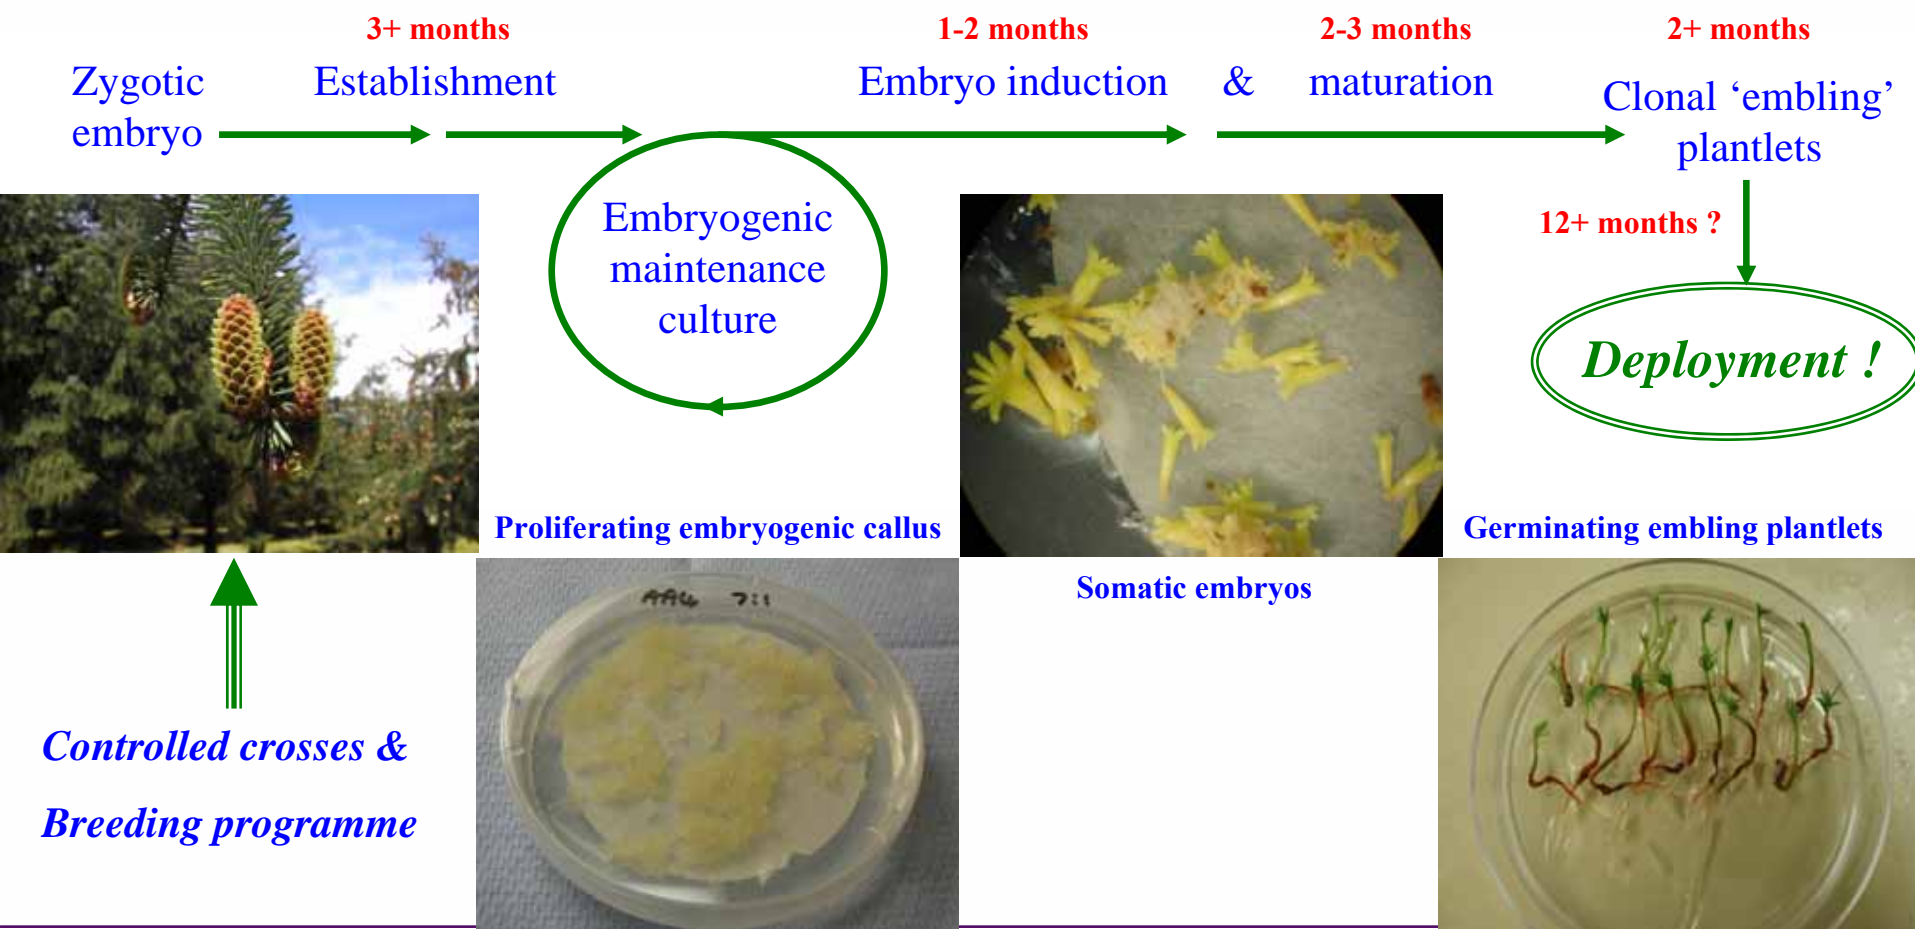 3+ months
1-2 months
2-3 months
2+ months
Zygotic
embryo
Establishment
Embryo induction & maturation
Clonal ‘embling’
plantlets
Embryogenic
maintenance
culture
12+ months ?
Deployment !
Proliferating embryogenic callus
Somatic embryos
Germinating embling plantlets
Controlled crosses &
Breeding programme